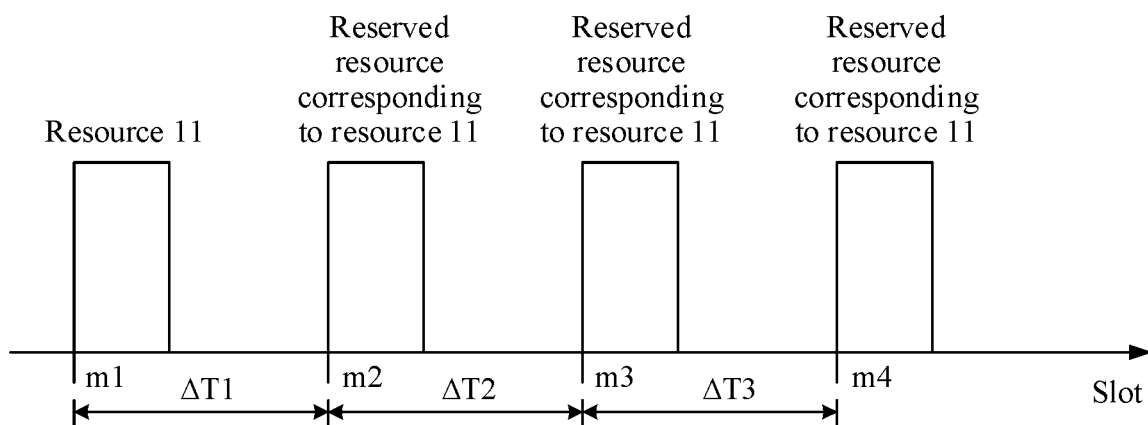 Reserved
resource
corresponding
to resource 11
Reserved
resource
corresponding
to resource 11
Reserved
resource
corresponding
to resource 11
Resource 11
m1
ΔT1
m2
ΔT2
m3
ΔT3
m4
Slot